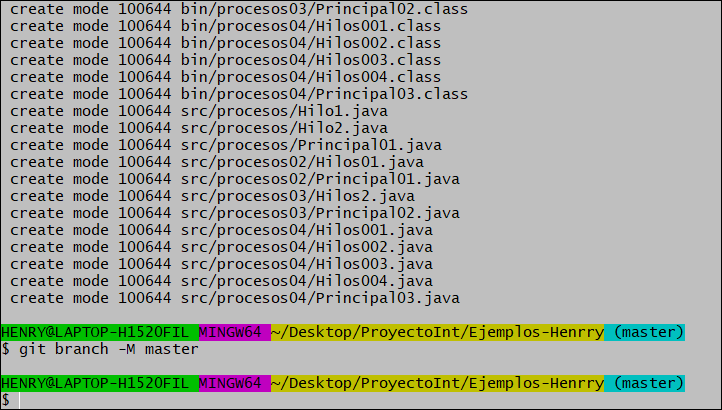 create mode 100644 bin/procesos03/Principal02.class
create mode 100644 bin/procesos04/Hilos001.class
create mode 100644 bin/procesos04/Hilos002.class
create mode 100644 bin/procesos04/Hilos003.class
create mode 100644 bin/procesos04/Hilos004.class
create mode 100644 bin/procesos04/Principal03.class
create mode 100644 src/procesos/Hilo1.java
create mode 100644 src/procesos/Hilo2.java
create mode 100644 src/procesos/Principal01.java
create mode 100644 src/procesos02/Hilos01.java
create mode 100644 src/procesos02/Principal01.java
create mode 100644 src/procesos03/Hilos2.java
create mode 100644 src/procesos03/Principal02.java
create mode 100644 src/procesos04/Hilos001.java
create mode 100644 src/procesos04/Hilos002.java
create mode 100644 src/procesos04/Hilos003.java
create mode 100644 src/procesos04/Hilos004.java
create mode 100644 src/procesos04/Principal03.java
HENRY@LAPTOP-H1520FIL MINGW64 ~/Desktop/ProyectoInt/Ejemplos-Henrry (master)
$ git branch -M master
HENRY@LAPTOP-H1520FIL MINGW64 ~/Desktop/ProyectoInt/Ejemplos-Henrry (master)
$